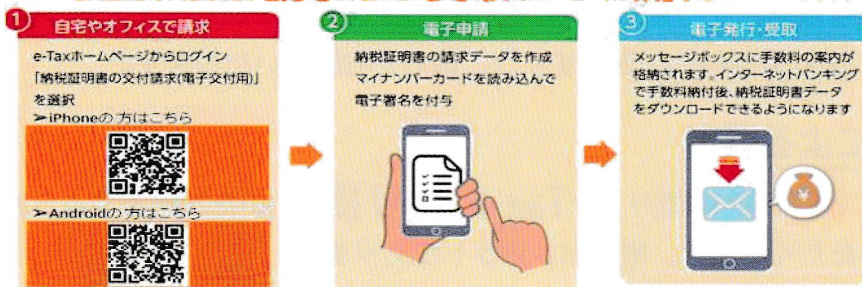 ① 自宅やオフィスで請求
e-Taxホームページからログイン
「納税証明書の交付請求(電子交付用)」
を選択
➢iPhoneの方はこちら
➢Androidの方はこちら
② 電子申請
納税証明書の請求データを作成
マイナンバーカードを読み込んで
電子署名を付与
③ 電子発行・受取
メッセージボックスに手数料の案内が
格納されます。インターネットバンキング
で手数料納付後、納税証明書データ
をダウンロードできるようになります
¥